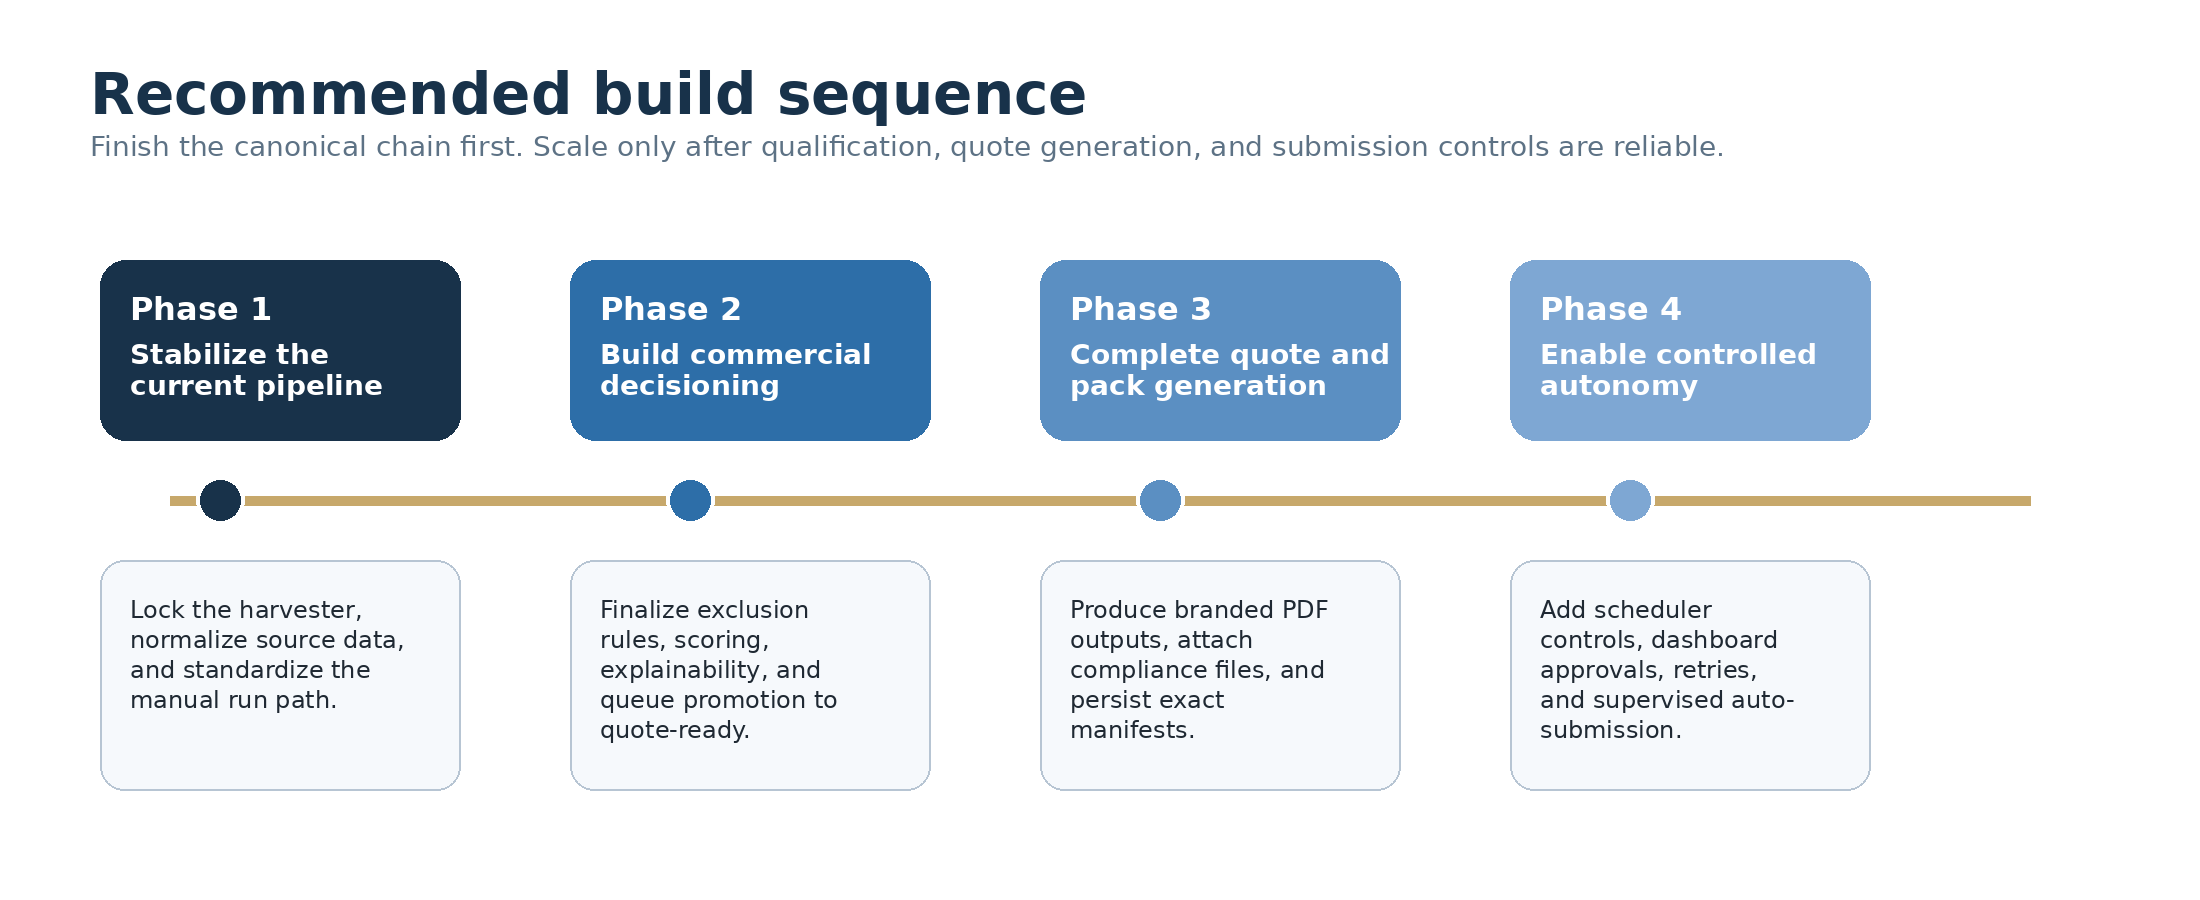 Recommended build sequence
Finish the canonical chain first. Scale only after qualification, quote generation, and submission controls are reliable.
Phase 1
Stabilize the
current pipeline
Phase 2
Build commercial
decisioning
Phase 3
Complete quote and
pack generation
Phase 4
Enable controlled
autonomy
Lock the harvester,
normalize source data,
and standardize the
manual run path.
Finalize exclusion
rules, scoring,
explainability, and
queue promotion to
quote-ready.
Produce branded PDF
outputs, attach
compliance files, and
persist exact
manifests.
Add scheduler
controls, dashboard
approvals, retries,
and supervised auto-
submission.